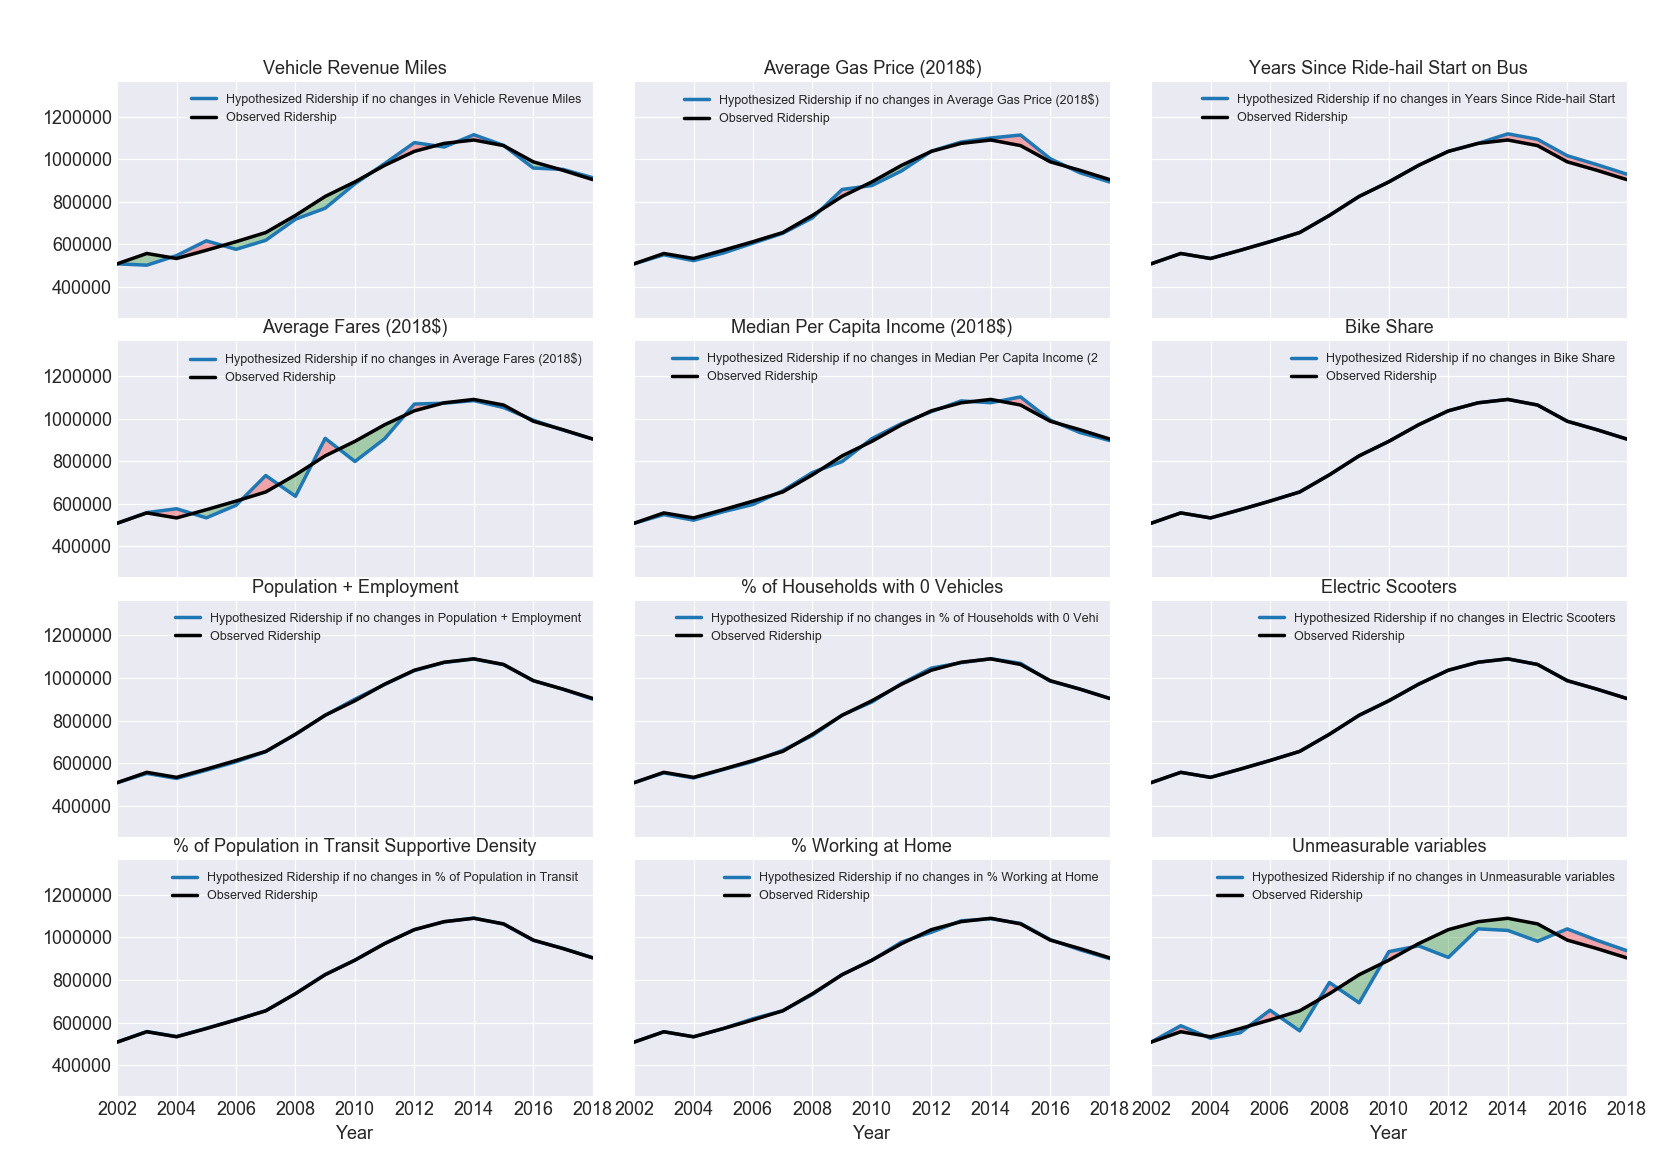 Vehicle Revenue Miles
Average Gas Price (2018$)
Years Since Ride-hail Start on Bus
Hypothesized Ridership if no changes in Vehicle Revenue Miles
Observed Ridership
Hypothesized Ridership if no changes in Average Gas Price (2018$)
Observed Ridership
Hypothesized Ridership if no changes in Years Since Ride-hail Start
Observed Ridership
1200000
1000000
800000
600000
400000
Average Fares (2018$)
Median Per Capita Income (2018$)
Bike Share
Hypothesized Ridership if no changes in Average Fares (2018$)
Observed Ridership
Hypothesized Ridership if no changes in Median Per Capita Income (2
Observed Ridership
Hypothesized Ridership if no changes in Bike Share
Observed Ridership
1200000
1000000
800000
600000
400000
Population + Employment
% of Households with 0 Vehicles
Electric Scooters
Hypothesized Ridership if no changes in Population + Employment
Observed Ridership
Hypothesized Ridership if no changes in % of Households with 0 Vehi
Observed Ridership
Hypothesized Ridership if no changes in Electric Scooters
Observed Ridership
1200000
1000000
800000
600000
400000
% of Population in Transit Supportive Density
% Working at Home
Unmeasurable variables
Hypothesized Ridership if no changes in % of Population in Transit
Observed Ridership
Hypothesized Ridership if no changes in % Working at Home
Observed Ridership
Hypothesized Ridership if no changes in Unmeasurable variables
Observed Ridership
1200000
1000000
800000
600000
400000
2002 2004 2006 2008 2010 2012 2014 2016 2018
2002 2004 2006 2008 2010 2012 2014 2016 2018
2002 2004 2006 2008 2010 2012 2014 2016 2018
Year
Year
Year